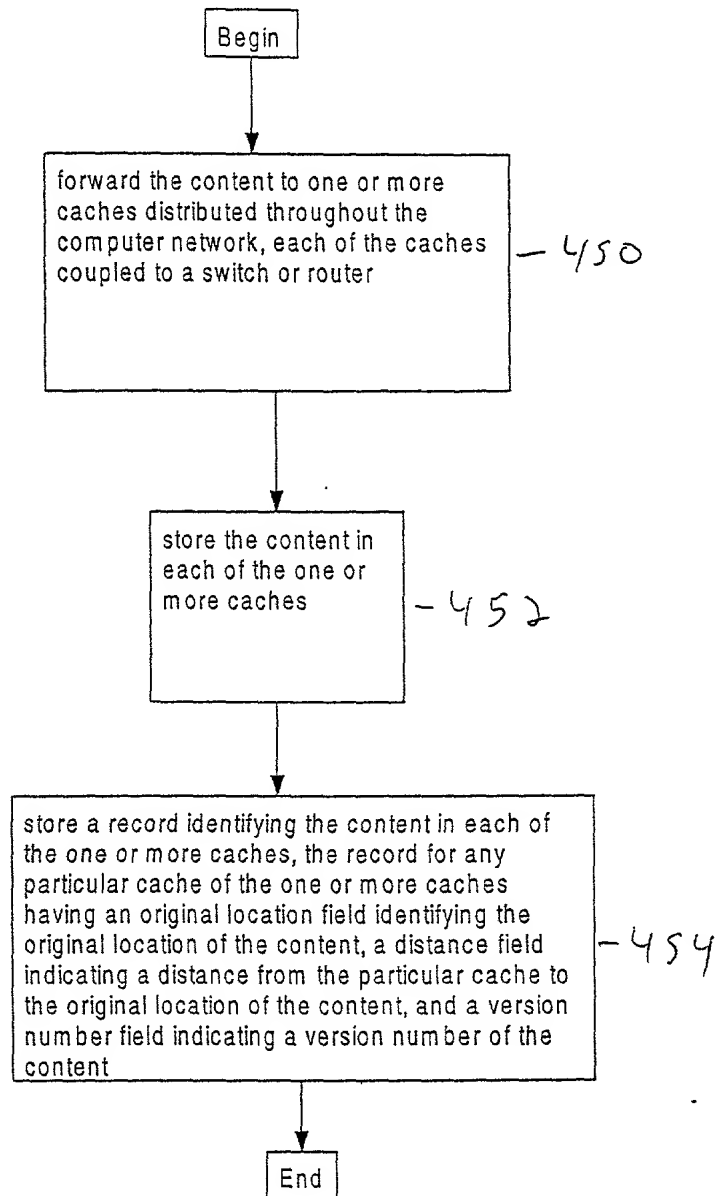 Begin
forward the content to one or more
caches distributed throughout the
computer network, each of the caches
coupled to a switch or router
- 450
store the content in
each of the one or
more caches
- 452
store a record identifying the content in each of
the one or more caches, the record for any
particular cache of the one or more caches
having an original location field identifying the
original location of the content, a distance field
indicating a distance from the particular cache to
the original location of the content, and a version
number field indicating a version number of the
content
- 454
End